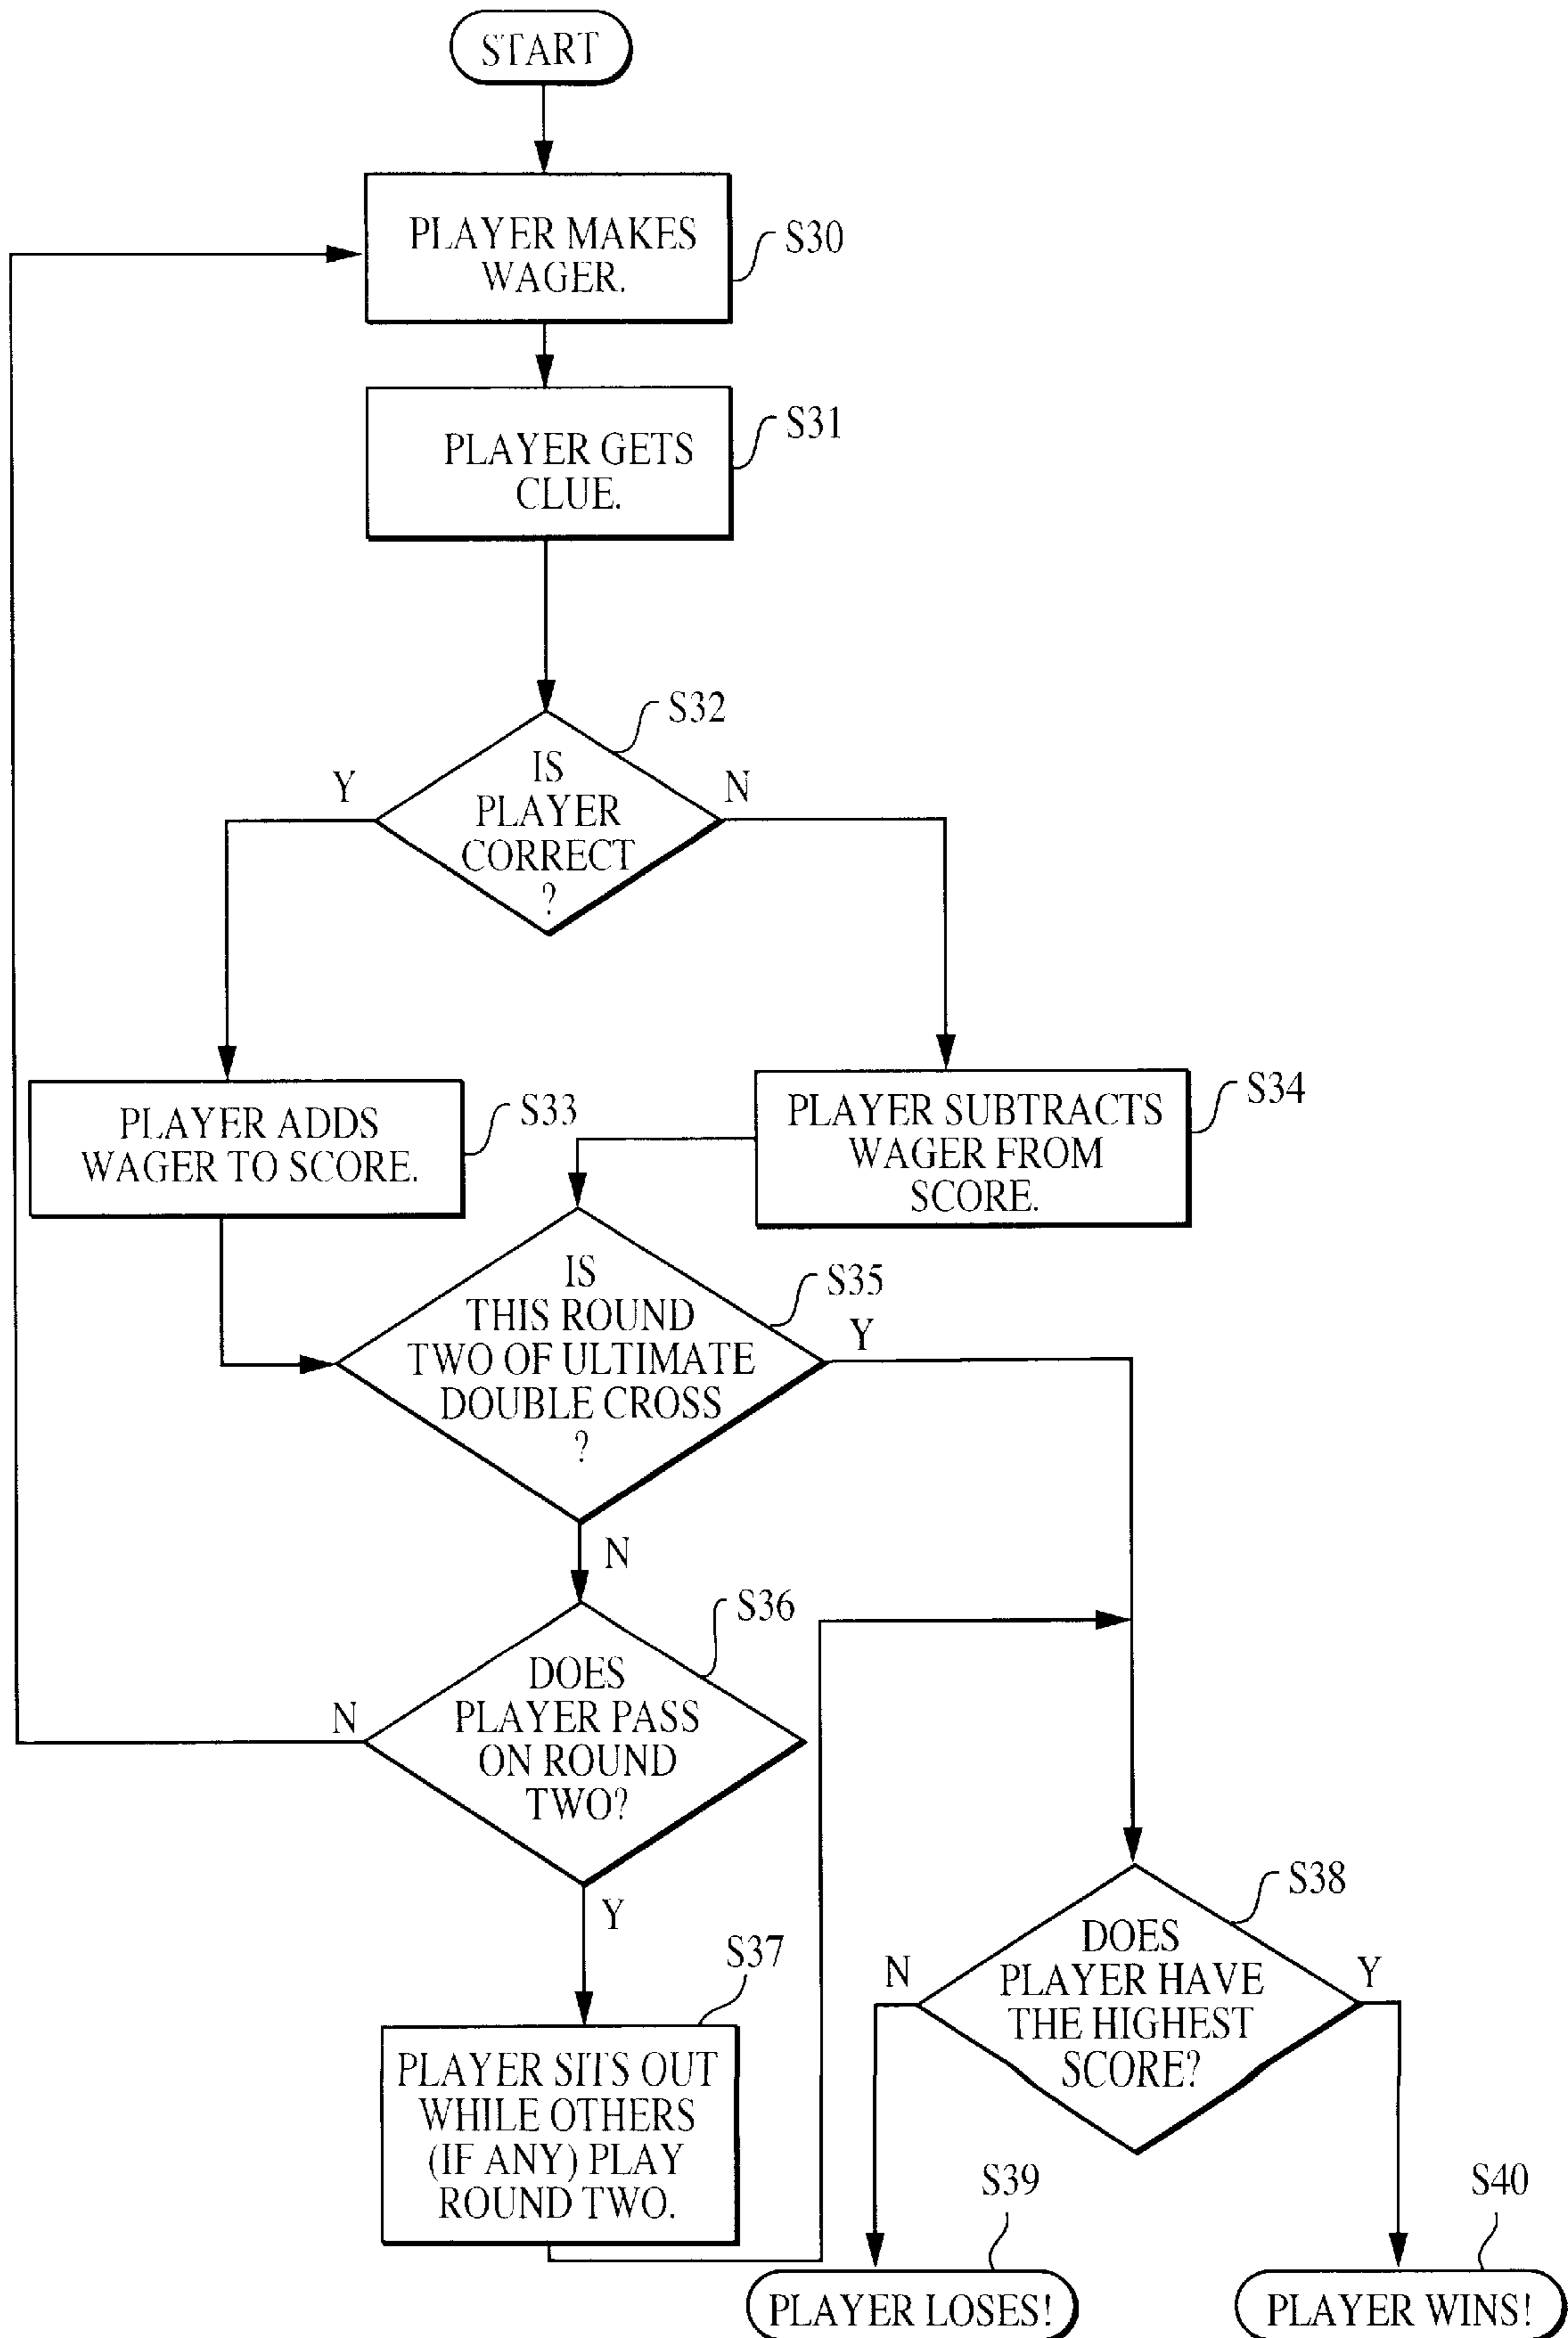 START
PLAYER MAKES
WAGER.
S30
PLAYER GETS
CLUE.
S31
S32
IS
PLAYER
CORRECT
?
Y
N
PLAYER ADDS
WAGER TO SCORE.
S33
PLAYER SUBTRACTS
WAGER FROM
SCORE.
S34
IS
THIS ROUND
TWO OF ULTIMATE
DOUBLE CROSS
?
S35
Y
N
S36
DOES
PLAYER PASS
ON ROUND
TWO?
N
Y
S37
PLAYER SITS OUT
WHILE OTHERS
(IF ANY) PLAY
ROUND TWO.
S38
DOES
PLAYER HAVE
THE HIGHEST
SCORE?
N
Y
S39
PLAYER LOSES!
S40
PLAYER WINS!